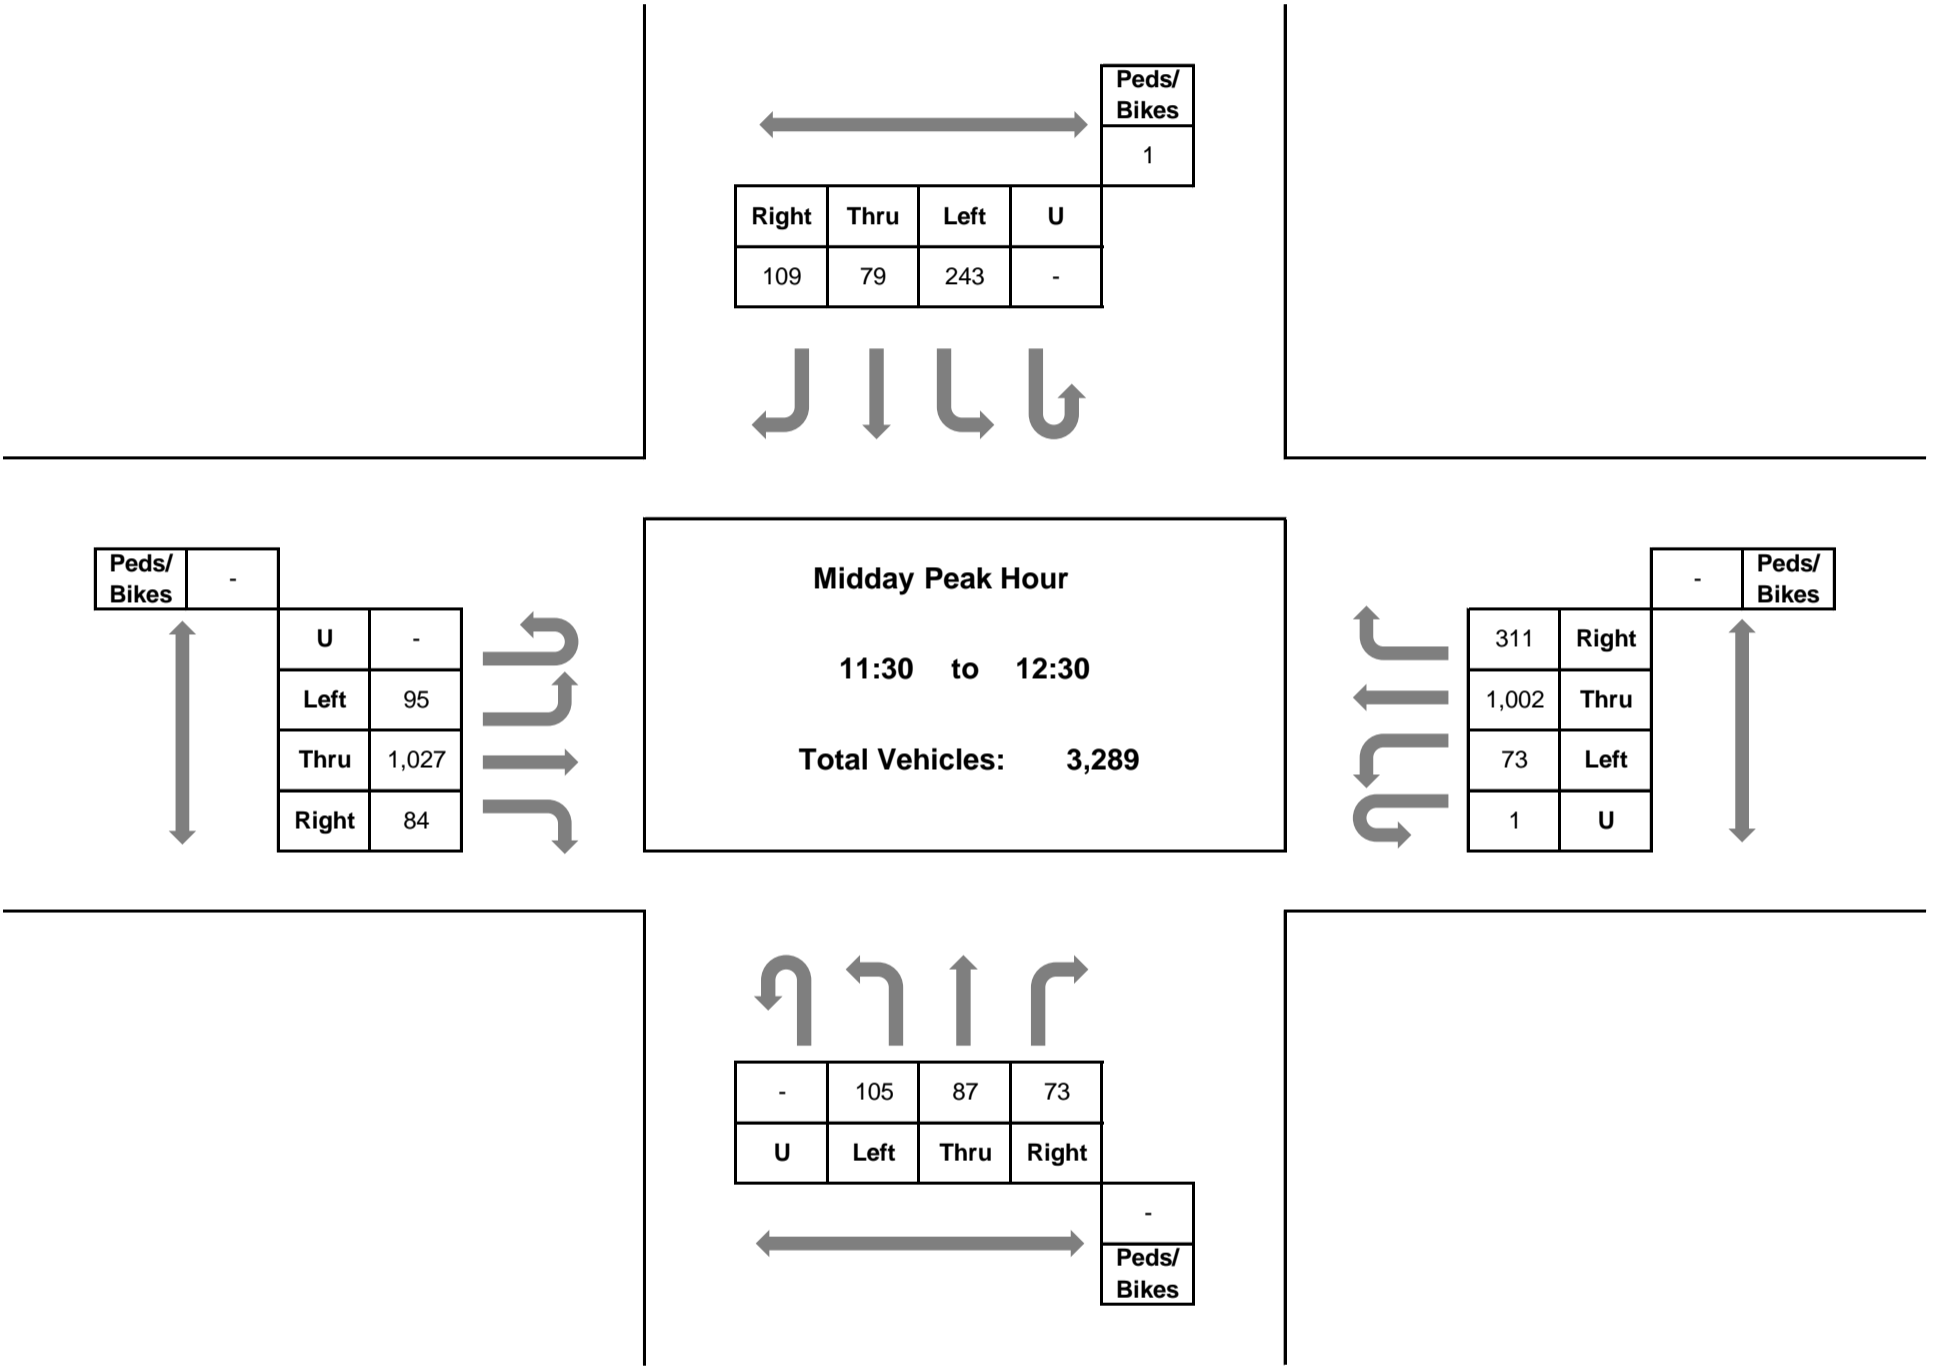 Peds/
Bikes
1
Right Thru Left U
109 79 243 -
Peds/
Bikes
-
U -
Left 95
Thru 1,027
Right 84
Midday Peak Hour
11:30 to 12:30
Total Vehicles: 3,289
- Peds/
Bikes
311 Right
1,002 Thru
73 Left
1 U
- 105 87 73
U Left Thru Right
-
Peds/
Bikes